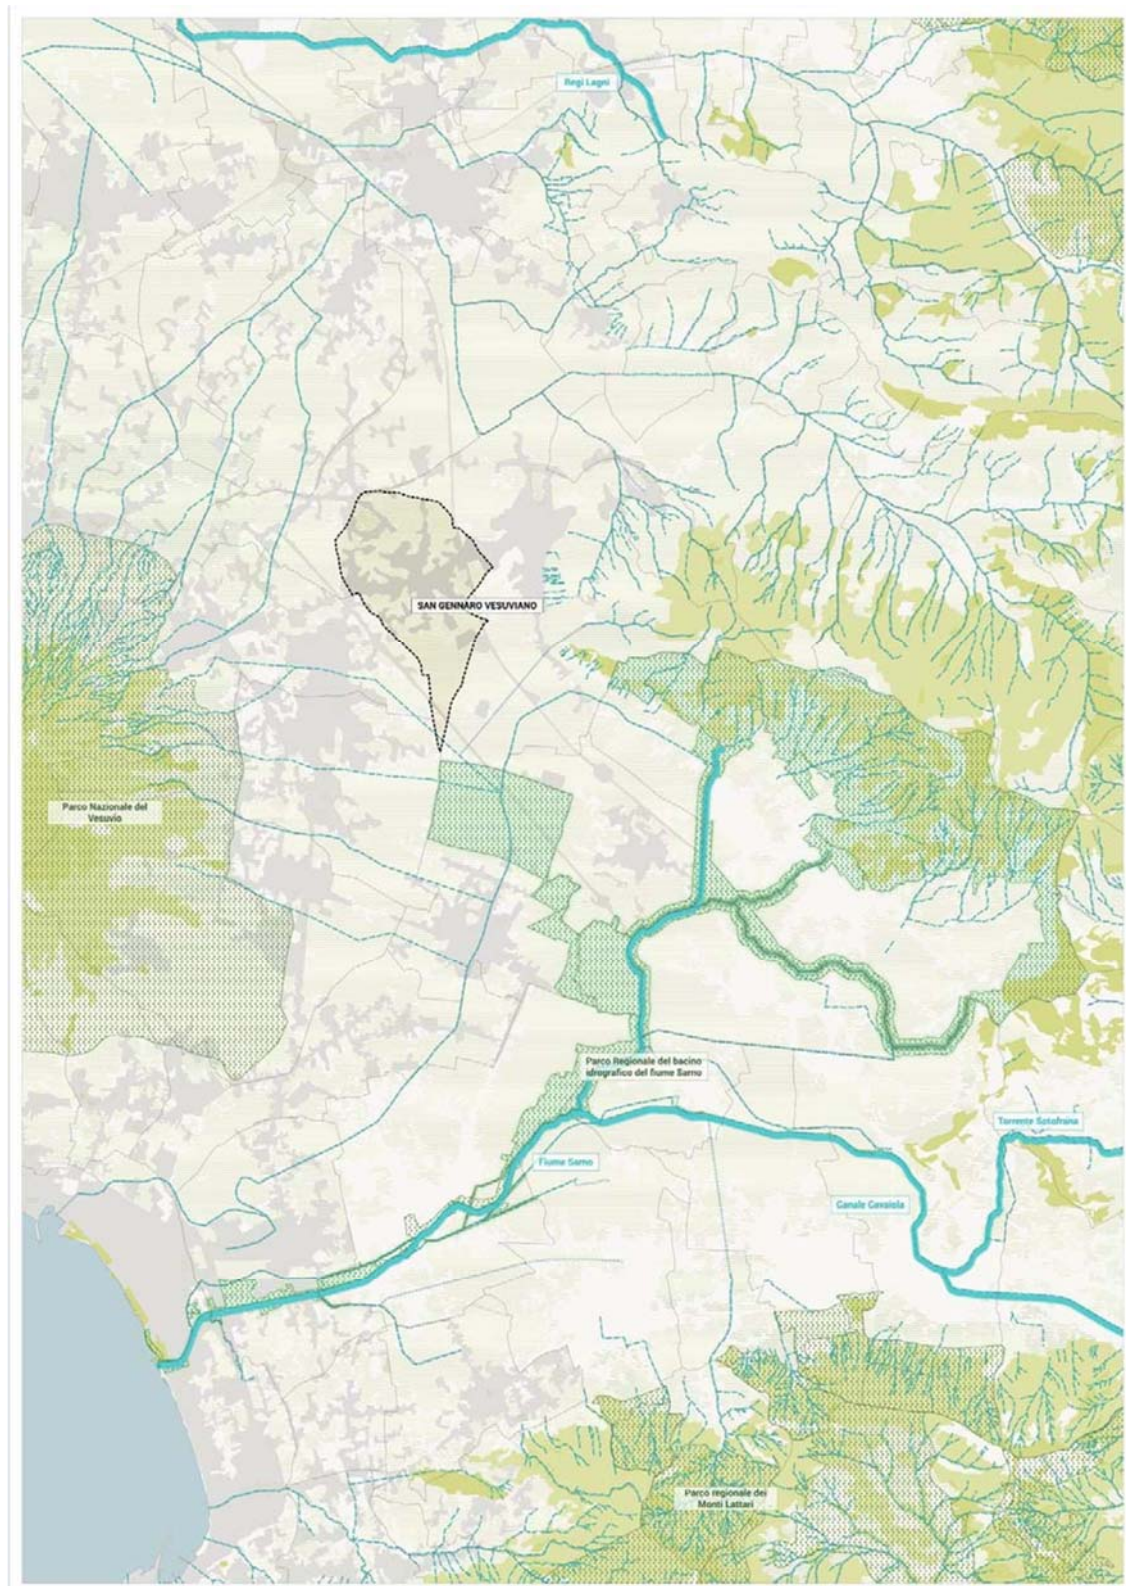 Regi Lagni
SAN GENNARO VESUVIANO
Parco Nazionale del
Vesuvio
Parco Regionale del bacino
idrografico del fiume Sarno
Torrente Solofrana
Fiume Sarno
Canale Cavaiola
Parco regionale dei
Monti Lattari